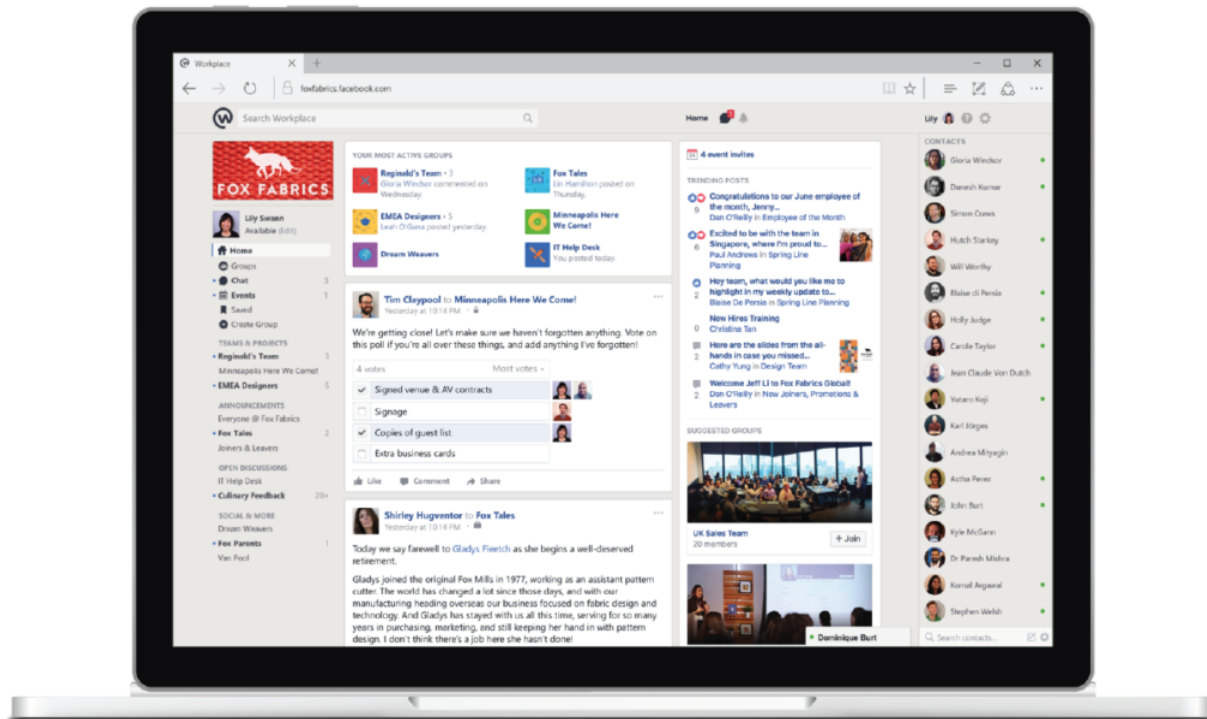 Workplace
foxfabrics.facebook.com
Search Workplace
Home
Lily
FOX FABRICS
Lily Swann
Available (Edit)
Home
Groups
Chat 3
Events 1
Saved
Create Group
TEAMS & PROJECTS
Reginald's Team 3
Minneapolis Here We Come!
EMEA Designers 5
ANNOUNCEMENTS
Everyone @ Fox Fabrics
Fox Tales 2
Joiners & Leavers
OPEN DISCUSSIONS
IT Help Desk
Culinary Feedback 20+
SOCIAL & MORE
Dream Weavers
Fox Parents 1
Van Pool
YOUR MOST ACTIVE GROUPS
Reginald's Team • 3
Gloria Windsor commented on
Wednesday
Fox Tales
Lin Hamilton posted on
Thursday.
EMEA Designers • 5
Leah O'Gana posted yesterday.
Minneapolis Here
We Come!
Dream Weavers
IT Help Desk
You posted today.
Tim Claypool to Minneapolis Here We Come!
Yesterday at 10:14 PM
We're getting close! Let's make sure we haven't forgotten anything. Vote on
this poll if you're all over these things, and add anything I've forgotten!
4 votes
Most votes
Signed venue & AV contracts
Signage
Copies of guest list
Extra business cards
Like Comment Share
Shirley Hugventor to Fox Tales
Yesterday at 10:14 PM
Today we say farewell to Gladys Fleetch as she begins a well-deserved
retirement.
Gladys joined the original Fox Mills in 1977, working as an assistant pattern
cutter. The world has changed a lot since those days, and with our
manufacturing heading overseas our business focused on fabric design and
technology. And Gladys has stayed with us all this time, serving for so many
years in purchasing, marketing, and still keeping her hand in with pattern
design. I don't think there's a job here she hasn't done!
4 event invites
TRENDING POSTS
Congratulations to our June employee of
the month, Jenny...
9
Dan O'Reilly in Employee of the Month
Excited to be with the team in
Singapore, where I'm proud to...
6
Paul Andrews in Spring Line
Planning
Hey team, what would you like me to
highlight in my weekly update to...
2
Blaise De Persia in Spring Line Planning
New Hires Training
0
Christina Tan
Here are the slides from the all-
hands in case you missed...
2
Cathy Yung in Design Team
Welcome Jeff Li to Fox Fabrics Global!
2
Dan O'Reilly in New Joiners, Promotions &
Leavers
SUGGESTED GROUPS
UK Sales Team
20 members
+ Join
Dominique Burt
CONTACTS
Gloria Windsor
Danesh Kumar
Simon Craws
Hutch Starkey
Will Worthy
Blaise di Persia
Holly Judge
Carole Taylor
Jean Claude Von Dutch
Yutaro Koji
Karl Jörges
Andrea Mityagin
Astha Perez
John Burt
Kyle McGann
Dr Paresh Mishra
Komal Argawal
Stephen Welsh
Search contacts...